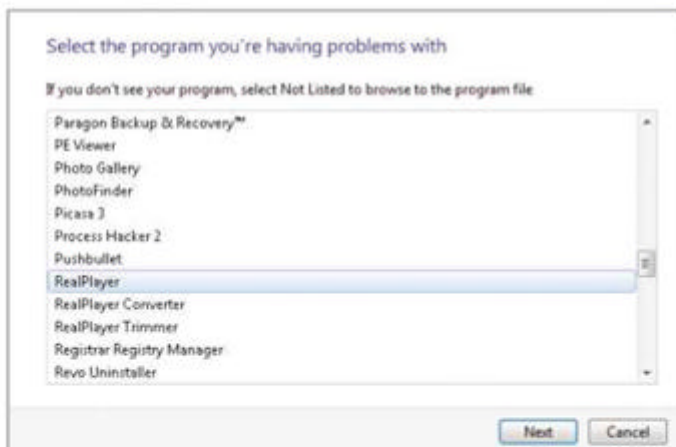 Select the program you're having problems with
If you don't see your program, select Not Listed to browse to the program file
Paragon Backup & Recovery™
PE Viewer
Photo Gallery
PhotoFinder
Picasa 3
Process Hacker 2
Pushbullet
RealPlayer
RealPlayer Converter
RealPlayer Trimmer
Registrar Registry Manager
Revo Uninstaller
Next Cancel